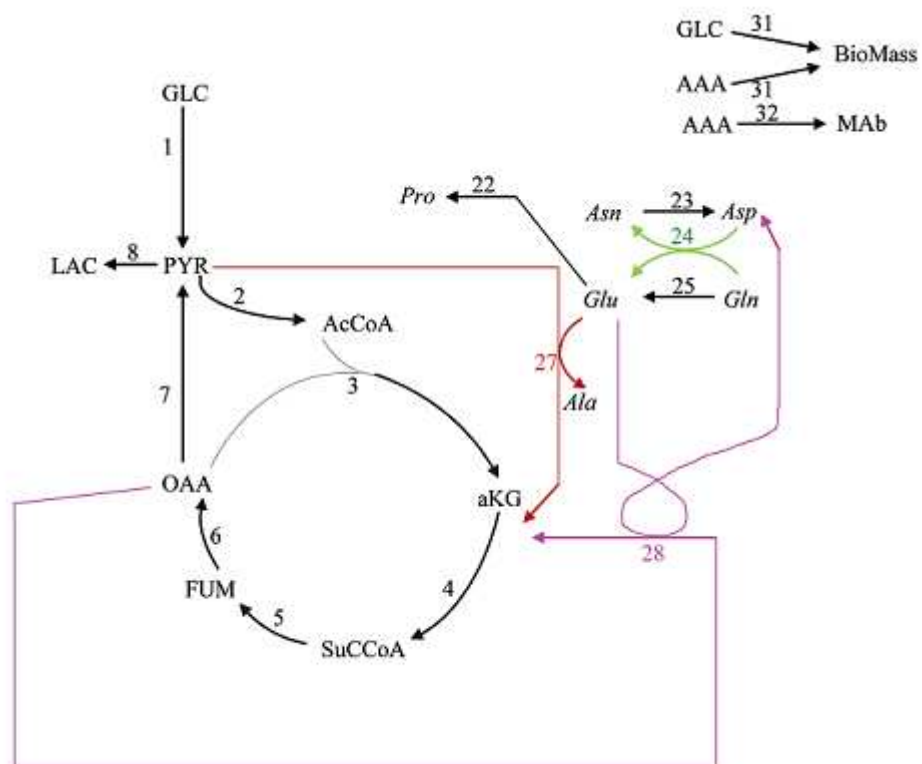 GLC 31
BioMass
AAA 31
AAA 32 MAb
GLC
1
Pro 22
Asn 23 Asp
24
LAC 8 PYR
2
Glu 25 Gln
AcCoA
3
27
Ala
7
OAA
aKG
6
28
FUM
4
5
SuCCoA